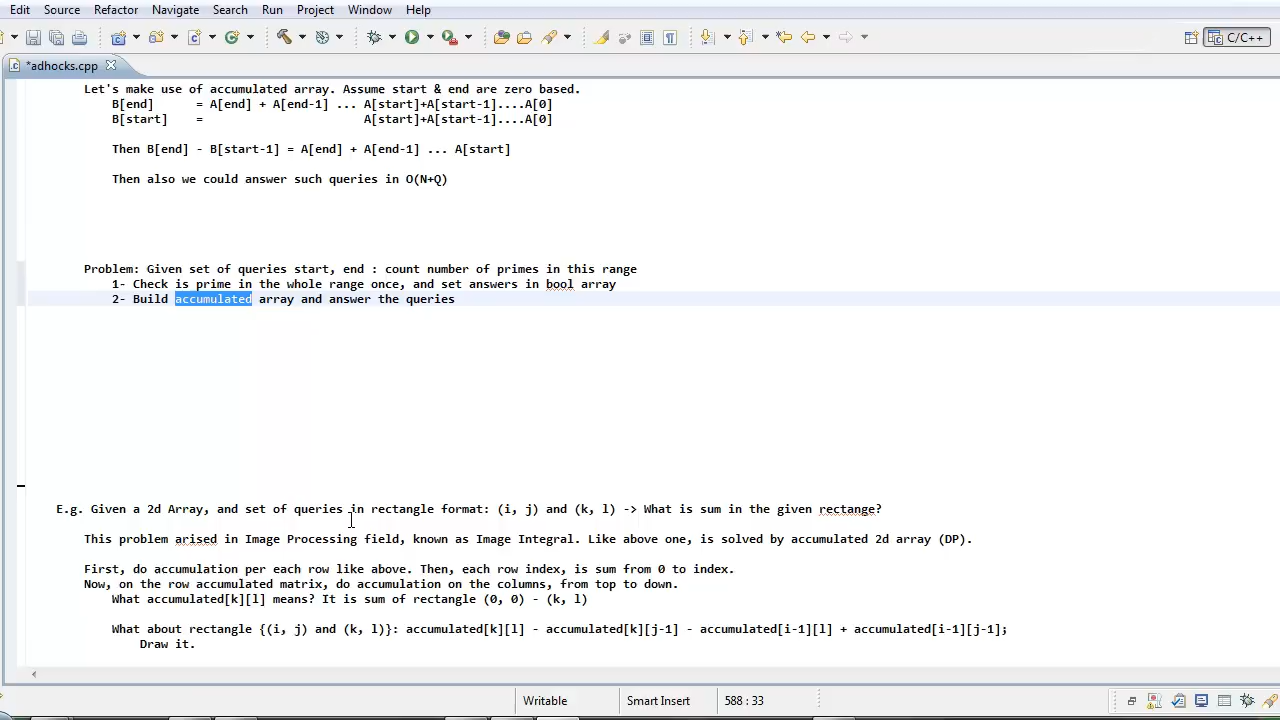 Edit Source Refactor Navigate Search Run Project Window Help
C/C++
*adhocks.cpp
Let's make use of accumulated array. Assume start & end are zero based.
B[end] = A[end] + A[end-1] ... A[start]+A[start-1]....A[0]
B[start] = A[start]+A[start-1]....A[0]
Then B[end] - B[start-1] = A[end] + A[end-1] ... A[start]
Then also we could answer such queries in O(N+Q)
Problem: Given set of queries start, end : count number of primes in this range
1- Check is prime in the whole range once, and set answers in bool array
2- Build accumulated array and answer the queries
E.g. Given a 2d Array, and set of queries in rectangle format: (i, j) and (k, l) -> What is sum in the given rectange?
This problem arised in Image Processing field, known as Image Integral. Like above one, is solved by accumulated 2d array (DP).
First, do accumulation per each row like above. Then, each row index, is sum from 0 to index.
Now, on the row accumulated matrix, do accumulation on the columns, from top to down.
What accumulated[k][l] means? It is sum of rectangle (0, 0) - (k, l)
What about rectangle {(i, j) and (k, l)}: accumulated[k][l] - accumulated[k][j-1] - accumulated[i-1][l] + accumulated[i-1][j-1];
Draw it.
Writable Smart Insert 588 : 33